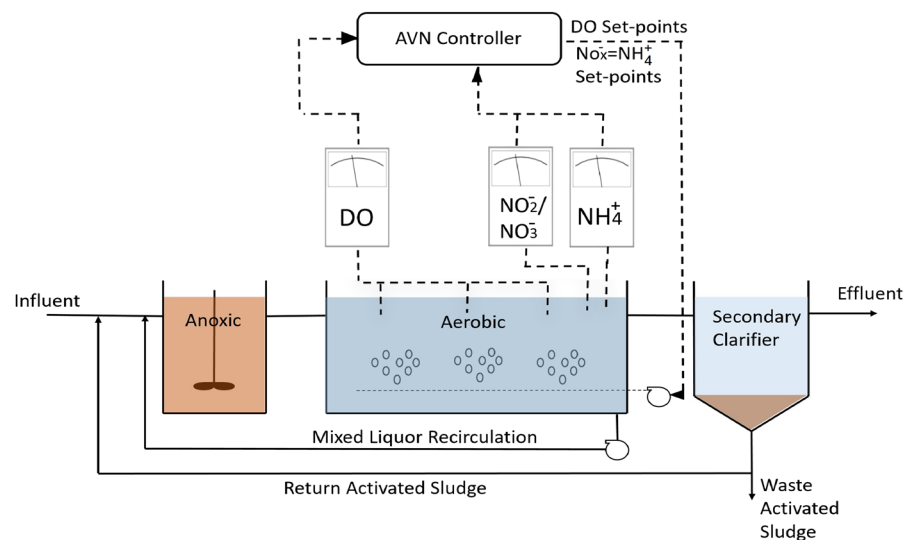 AVN Controller
DO Set-points
No⁻ₓ=NH₄⁺
Set-points
DO
NO₂⁻/
NO₃⁻
NH₄⁺
Influent
Anoxic
Aerobic
Secondary
Clarifier
Effluent
Mixed Liquor Recirculation
Return Activated Sludge
Waste
Activated
Sludge